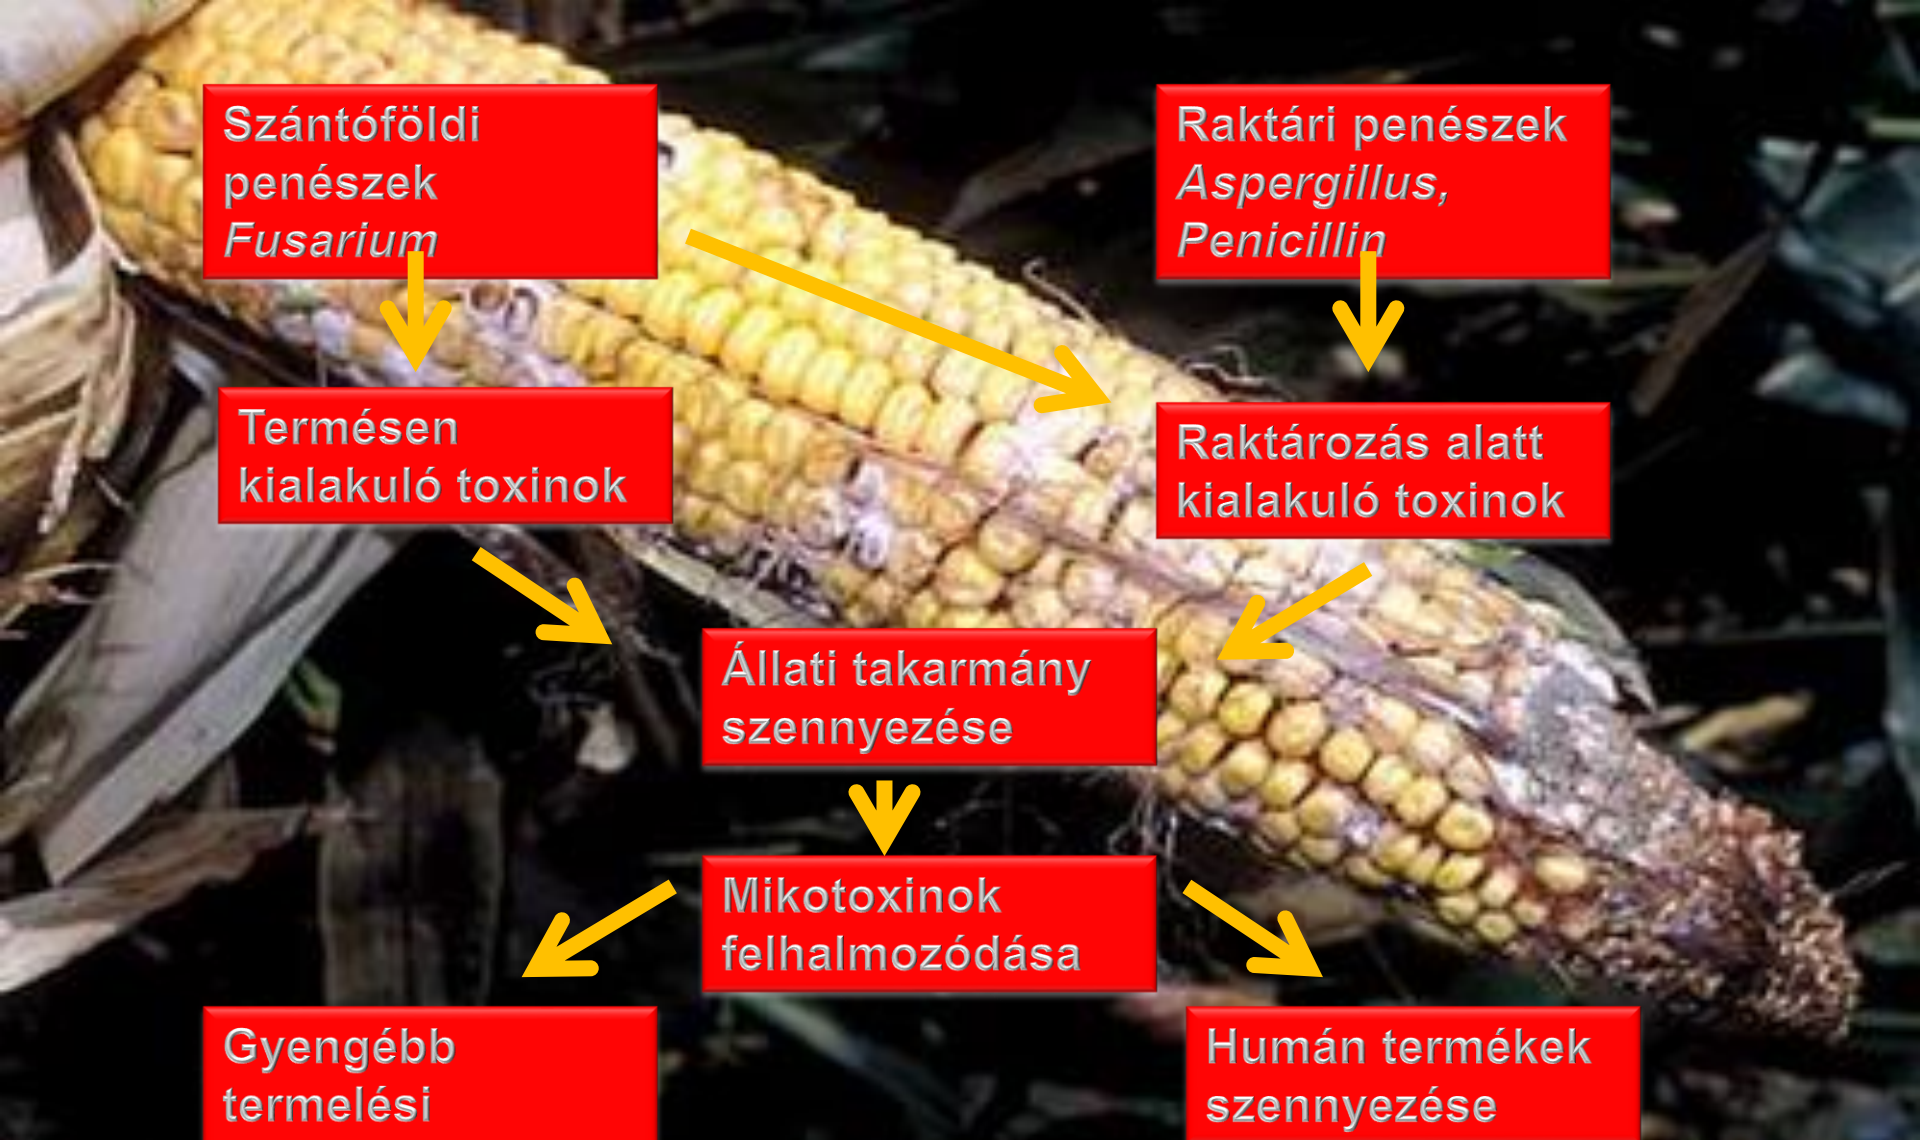 Szántóföldi
penészek
Fusarium
Raktári penészek
Aspergillus,
Penicillin
Termésen
kialakuló toxinok
Raktározás alatt
kialakuló toxinok
Állati takarmány
szennyezése
Mikotoxinok
felhalmozódása
Gyengébb
termelési
Humán termékek
szennyezése